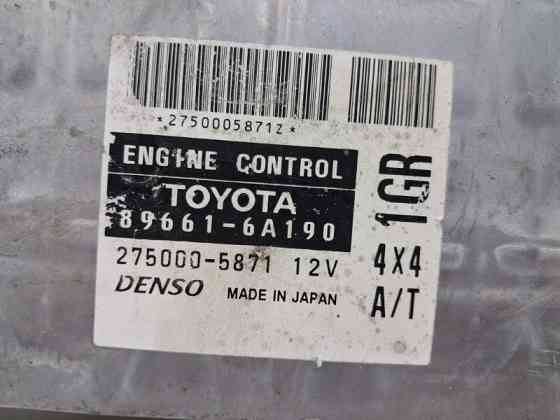 *2750005871Z*
ENGINE CONTROL
TOYOTA
89661-6A190
275000-5871 12V
DENSO MADE IN JAPAN
1GR
4X4
A/T